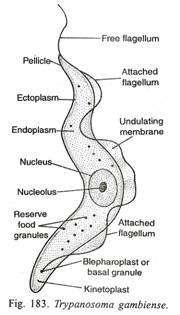 Free flagellum
Pellicle
Attached
flagellum
Ectoplasm
Undulating
membrane
Endoplasm
Nucleus
Nucleolus
Reserve
food
granules
Attached
flagellum
Blepharoplast or
basal granule
Kinetoplast
Fig. 183. Trypanosoma gambiense.